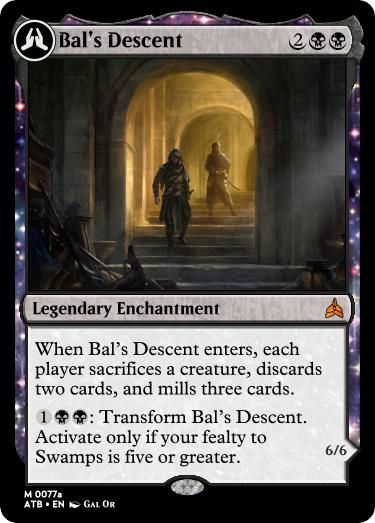 Bal's Descent 2
Legendary Enchantment
When Bal's Descent enters, each
player sacrifices a creature, discards
two cards, and mills three cards.
1: Transform Bal's Descent.
Activate only if your fealty to
Swamps is five or greater.
6/6
M 0077a
ATB • EN Gal Or